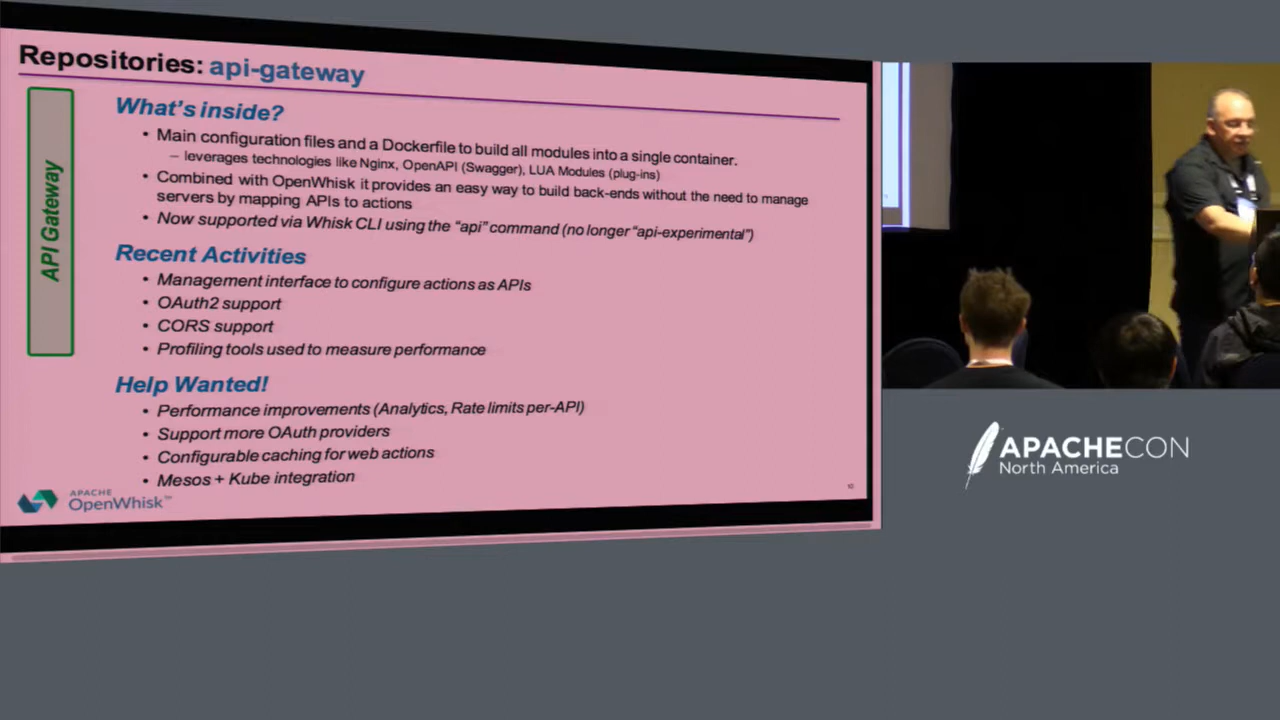 Repositories: api-gateway
API Gateway
What's inside?
• Main configuration files and a Dockerfile to build all modules into a single container.
– leverages technologies like Nginx, OpenAPI (Swagger), LUA Modules (plug-ins)
• Combined with OpenWhisk it provides an easy way to build back-ends without the need to manage
servers by mapping APIs to actions
• Now supported via Whisk CLI using the "api" command (no longer "api-experimental")
Recent Activities
• Management interface to configure actions as APIs
• OAuth2 support
• CORS support
• Profiling tools used to measure performance
Help Wanted!
• Performance improvements (Analytics, Rate limits per-API)
• Support more OAuth providers
• Configurable caching for web actions
• Mesos + Kube integration
APACHE
OpenWhisk™
10
APACHECON
North America